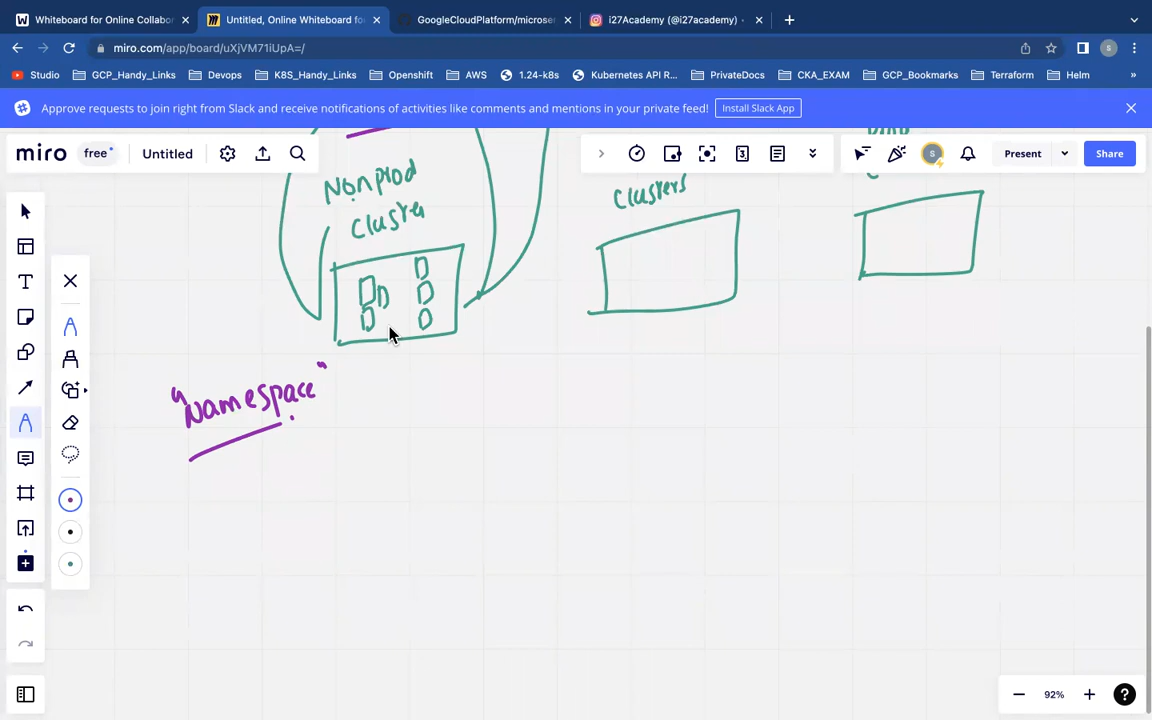 Whiteboard for Online Collabor
Untitled, Online Whiteboard fo
GoogleCloudPlatform/microser
i27Academy (@i27academy)
miro.com/app/board/uXjVM71iUpA=/
S
Studio
GCP_Handy_Links
Devops
K8S_Handy_Links
Openshift
AWS
1.24-k8s
Kubernetes API R...
PrivateDocs
CKA_EXAM
GCP_Bookmarks
Terraform
Helm
»
Approve requests to join right from Slack and receive notifications of activities like comments and mentions in your private feed!
Install Slack App
miro
free
Untitled
3
S
Present
Share
Nonprod
cluster
clusters
"Namespace"
92%